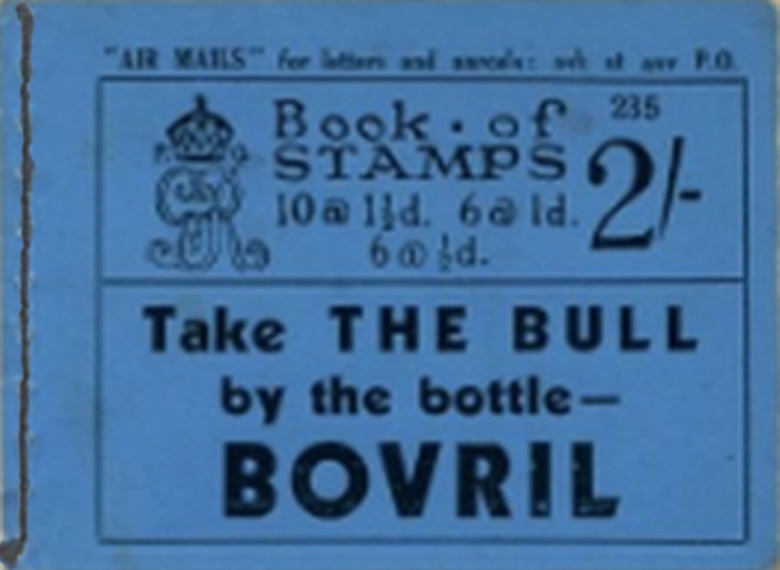 "AIR MAILS" for letters and parcels: ask at any P.O.
Book · of 235
STAMPS 2/-
10 @ 1½d. 6 @ 1d.
6 @ ½d.
Take THE BULL
by the bottle—
BOVRIL